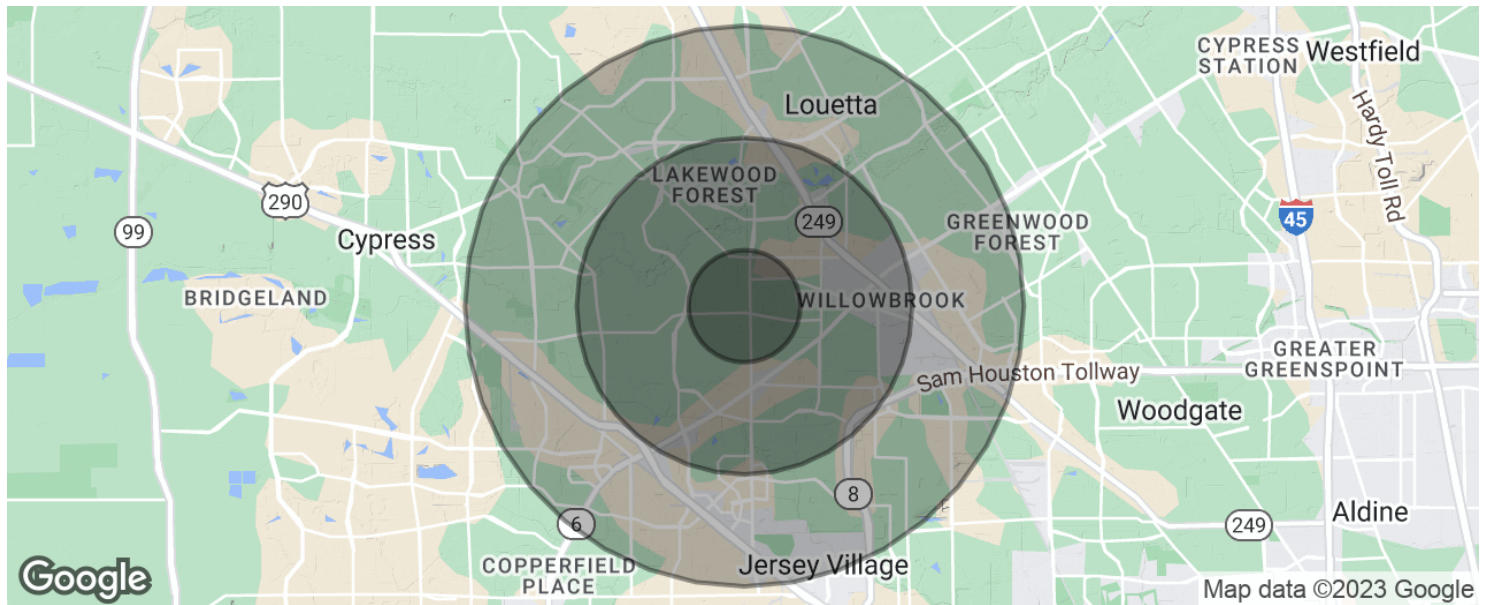 CYPRESS
STATION
Westfield
Louetta
Hardy Toll Rd
LAKEWOOD
FOREST
290
99
249
GREENWOOD
FOREST
45
Cypress
BRIDGELAND
WILLOWBROOK
GREATER
GREENSPOINT
Sam Houston Tollway
Woodgate
8
6
249
Aldine
COPPERFIELD
PLACE
Jersey Village
Google
Map data ©2023 Google